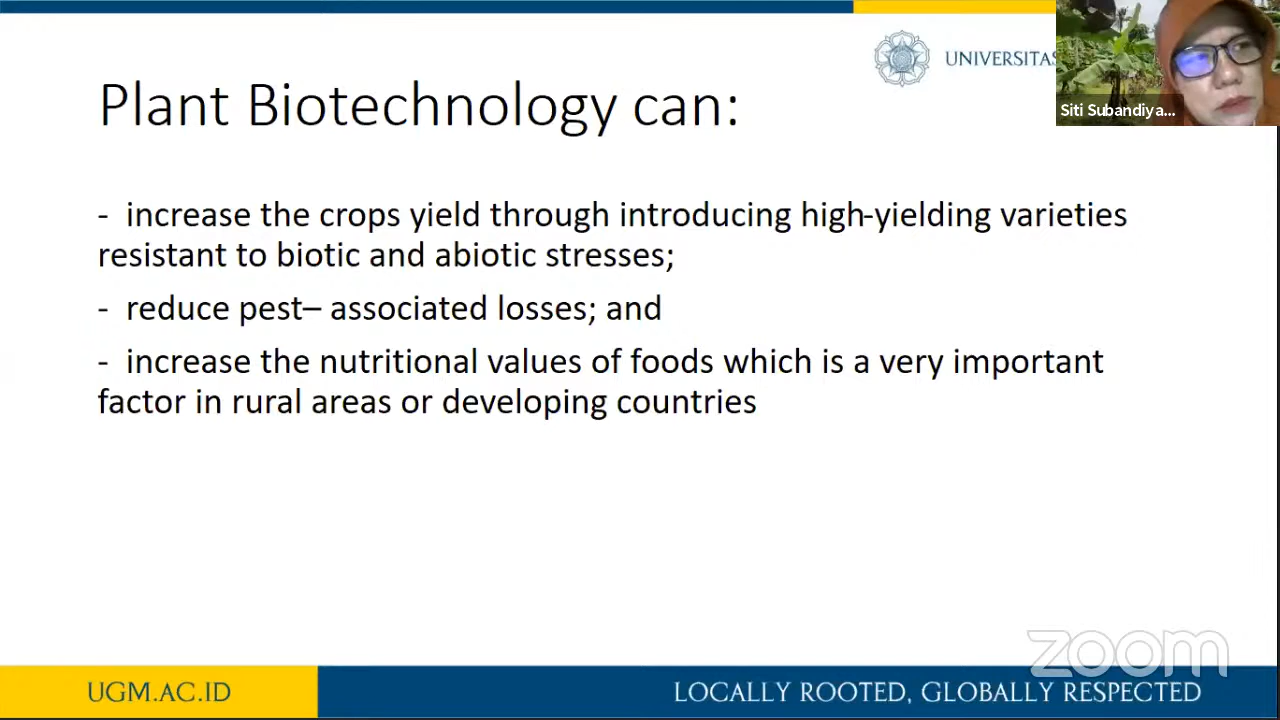 UNIVERSITAS
Siti Subandiya...
Plant Biotechnology can:
- increase the crops yield through introducing high-yielding varieties
resistant to biotic and abiotic stresses;
- reduce pest– associated losses; and
- increase the nutritional values of foods which is a very important
factor in rural areas or developing countries
zoom
UGM.AC.ID
LOCALLY ROOTED, GLOBALLY RESPECTED